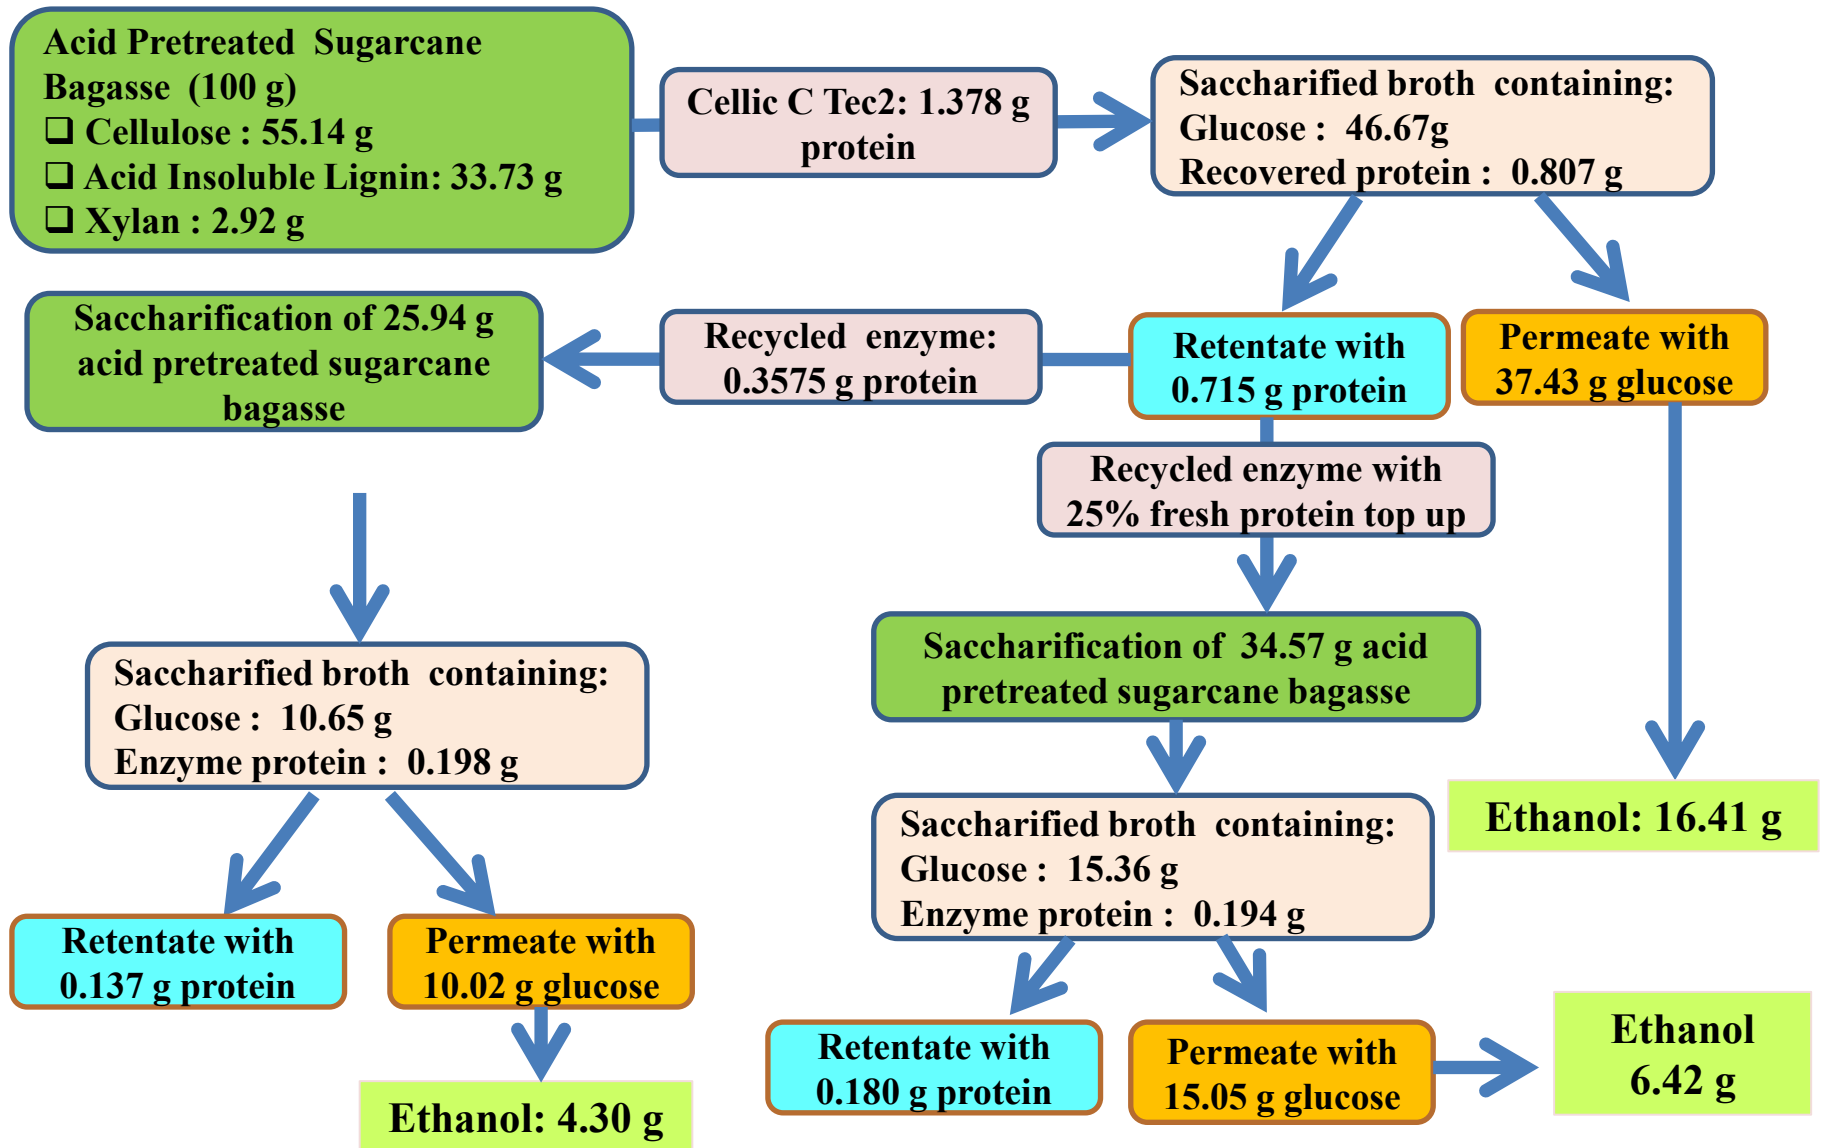 Acid Pretreated Sugarcane
Bagasse (100 g)
❑ Cellulose : 55.14 g
❑ Acid Insoluble Lignin: 33.73 g
❑ Xylan : 2.92 g
Cellic C Tec2: 1.378 g
protein
Saccharified broth containing:
Glucose : 46.67g
Recovered protein : 0.807 g
Saccharification of 25.94 g
acid pretreated sugarcane
bagasse
Recycled enzyme:
0.3575 g protein
Retentate with
0.715 g protein
Permeate with
37.43 g glucose
Recycled enzyme with
25% fresh protein top up
Saccharification of 34.57 g acid
pretreated sugarcane bagasse
Saccharified broth containing:
Glucose : 10.65 g
Enzyme protein : 0.198 g
Saccharified broth containing:
Glucose : 15.36 g
Enzyme protein : 0.194 g
Ethanol: 16.41 g
Retentate with
0.137 g protein
Permeate with
10.02 g glucose
Retentate with
0.180 g protein
Permeate with
15.05 g glucose
Ethanol
6.42 g
Ethanol: 4.30 g